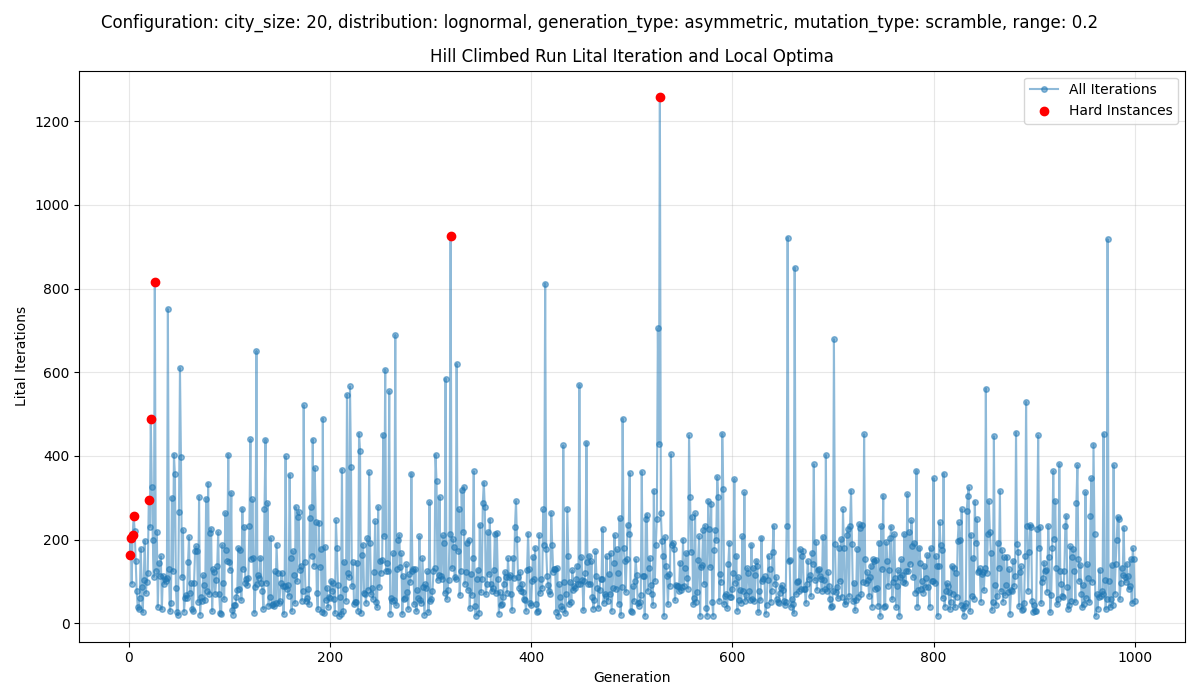 Configuration: city_size: 20, distribution: lognormal, generation_type: asymmetric, mutation_type: scramble, range: 0.2
Hill Climbed Run Lital Iteration and Local Optima
All Iterations
Hard Instances
1200
1000
800
600
400
200
0
Lital Iterations
0 200 400 600 800 1000
Generation